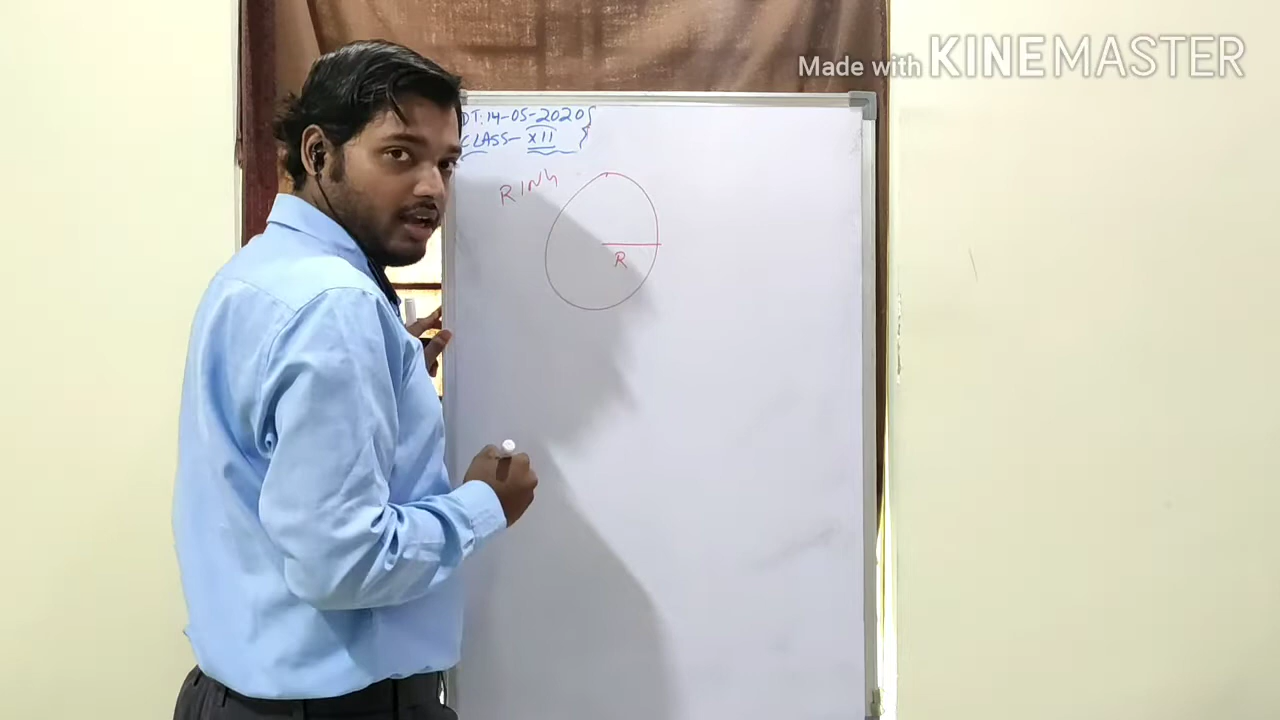 Made with KINEMASTER
DT:14-05-2020
CLASS- XII
RING
R